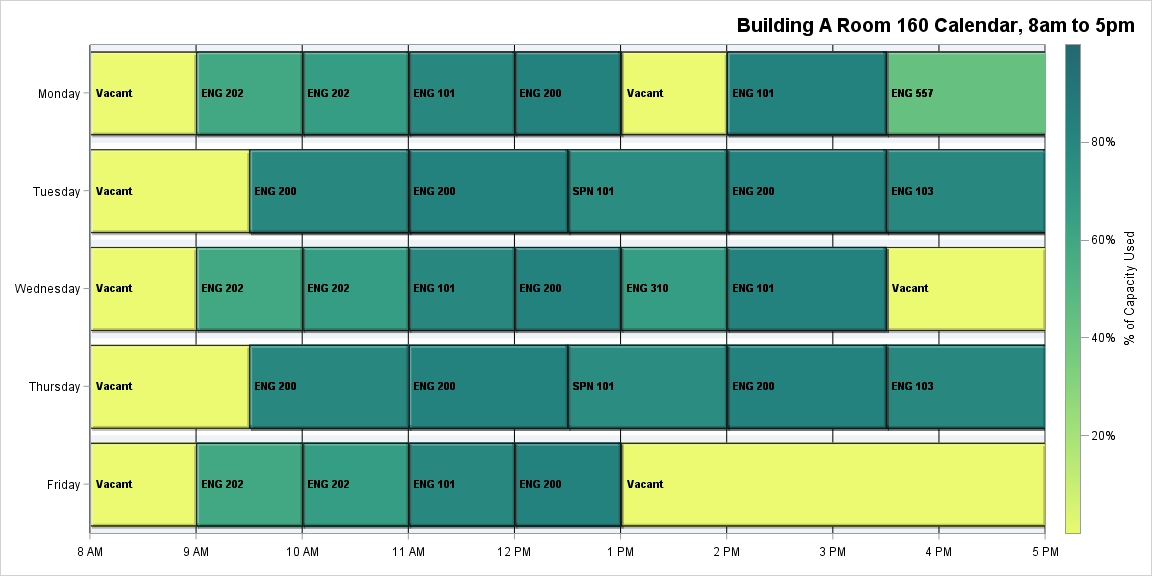 Building A Room 160 Calendar, 8am to 5pm
Monday
Vacant
ENG 202
ENG 202
ENG 101
ENG 200
Vacant
ENG 101
ENG 557
Tuesday
Vacant
ENG 200
ENG 200
SPN 101
ENG 200
ENG 103
Wednesday
Vacant
ENG 202
ENG 202
ENG 101
ENG 200
ENG 310
ENG 101
Vacant
Thursday
Vacant
ENG 200
ENG 200
SPN 101
ENG 200
ENG 103
Friday
Vacant
ENG 202
ENG 202
ENG 101
ENG 200
Vacant
8 AM
9 AM
10 AM
11 AM
12 PM
1 PM
2 PM
3 PM
4 PM
5 PM
80%
60%
40%
20%
% of Capacity Used